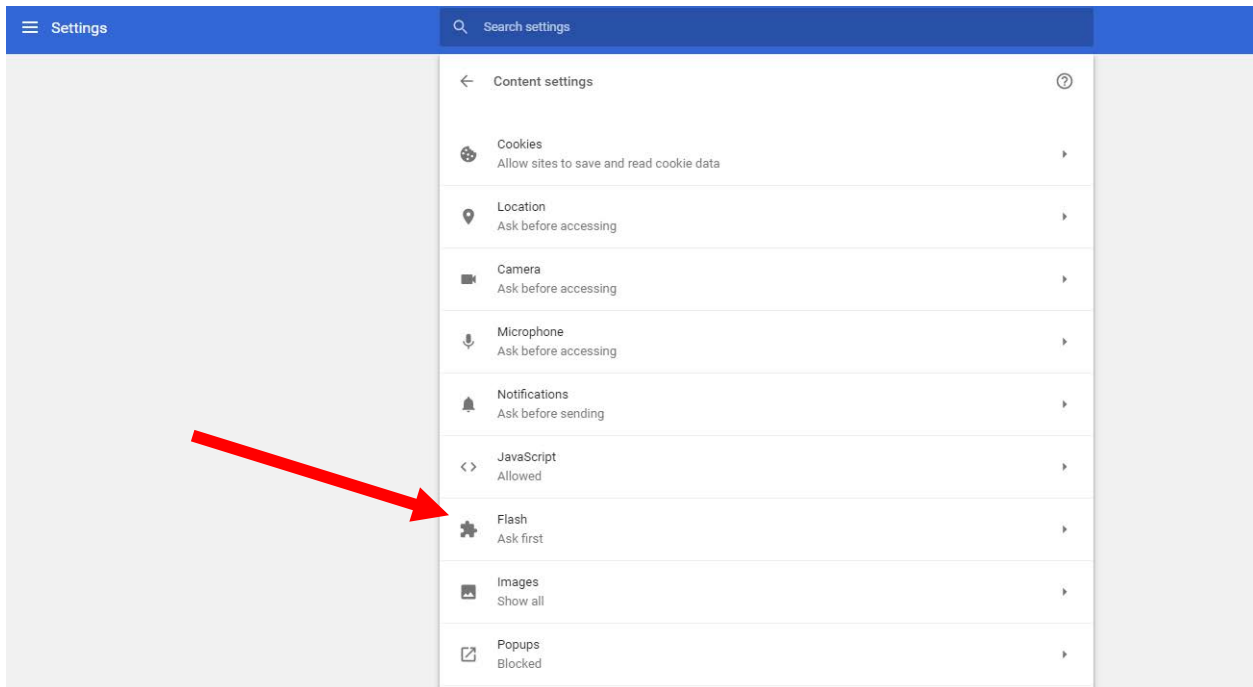 Settings
Search settings
Content settings
Cookies
Allow sites to save and read cookie data
Location
Ask before accessing
Camera
Ask before accessing
Microphone
Ask before accessing
Notifications
Ask before sending
JavaScript
Allowed
Flash
Ask first
Images
Show all
Popups
Blocked